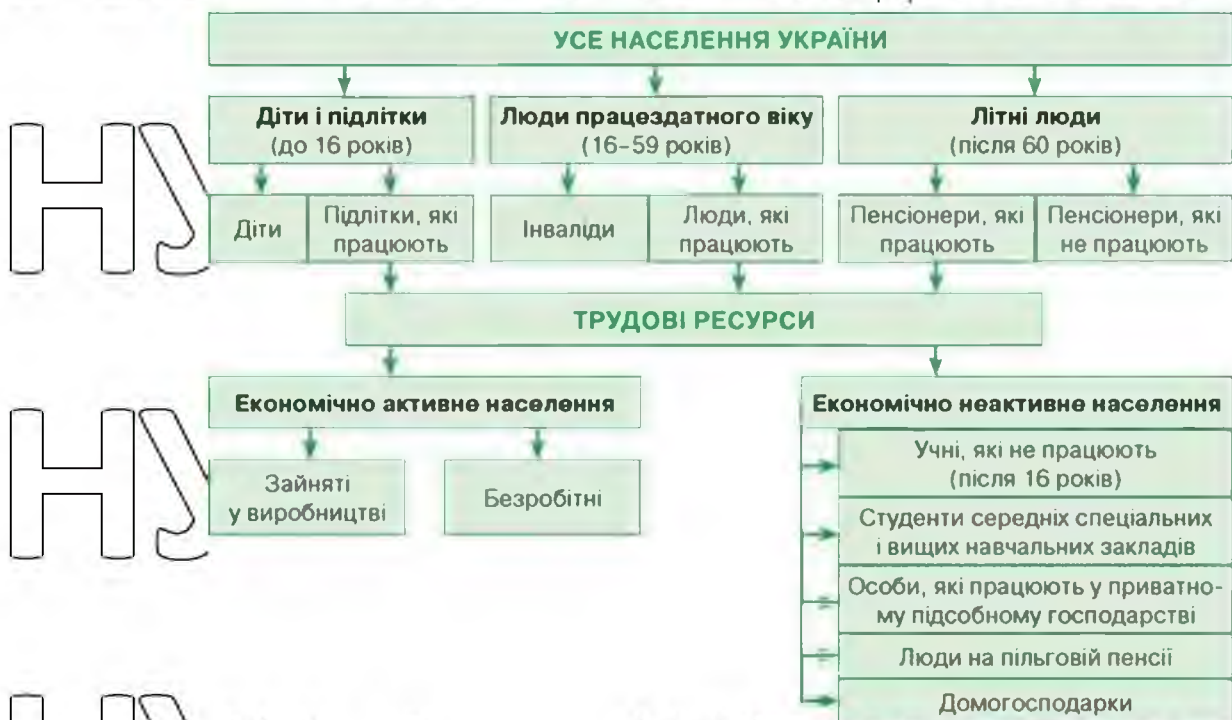 УСЕ НАСЕЛЕННЯ УКРАЇНИ
Діти і підлітки
(до 16 років)
Люди працездатного віку
(16–59 років)
Літні люди
(після 60 років)
Діти
Підлітки, які
працюють
Інваліди
Люди, які
працюють
Пенсіонери, які
працюють
Пенсіонери, які
не працюють
ТРУДОВІ РЕСУРСИ
Економічно активне населення
Зайняті
у виробництві
Безробітні
Економічно неактивне населення
Учні, які не працюють
(після 16 років)
Студенти середніх спеціальних
і вищих навчальних закладів
Особи, які працюють у приватно-
му підсобному господарстві
Люди на пільговій пенсії
Домогосподарки
НУ
НУ